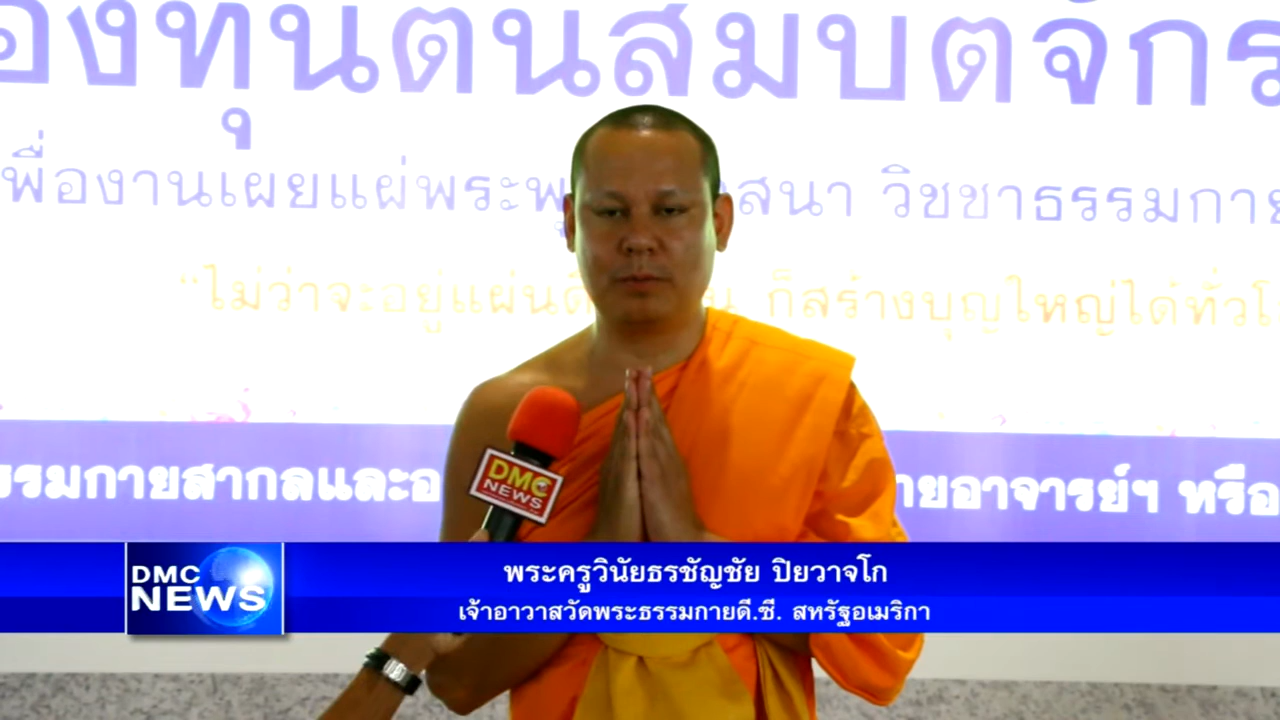 องทุนต้นสมบัติจักร
พื่องานเผยแผ่พระพุ สนา วิชชาธรรมกาย
"ไม่ว่าจะอยู่แผ่นดิ น ก็สร้างบุญใหญ่ได้ทั่วโ
รรมกายสากลและอ ายอาจารย์ฯ หรือ
DMC
NEWS
DMC
NEWS
พระครูวินัยธรชัญชัย ปิยวาจโก
เจ้าอาวาสวัดพระธรรมกายดี.ซี. สหรัฐอเมริกา